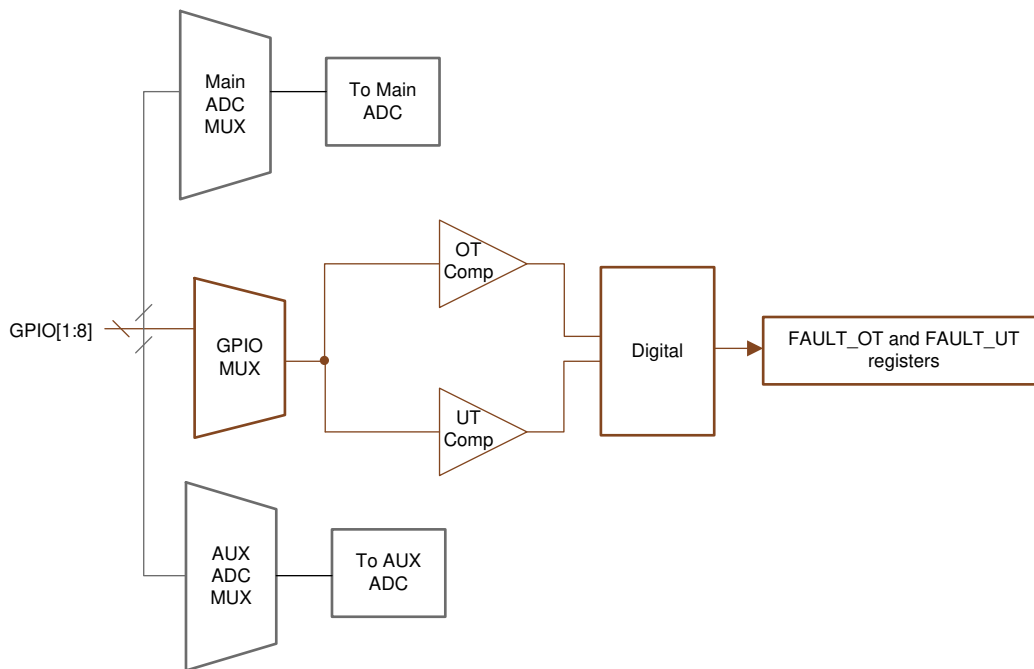 Main
ADC
MUX
To Main
ADC
OT
Comp
GPIO[1:8]
GPIO
MUX
Digital
FAULT_OT and FAULT_UT
registers
UT
Comp
AUX
ADC
MUX
To AUX
ADC